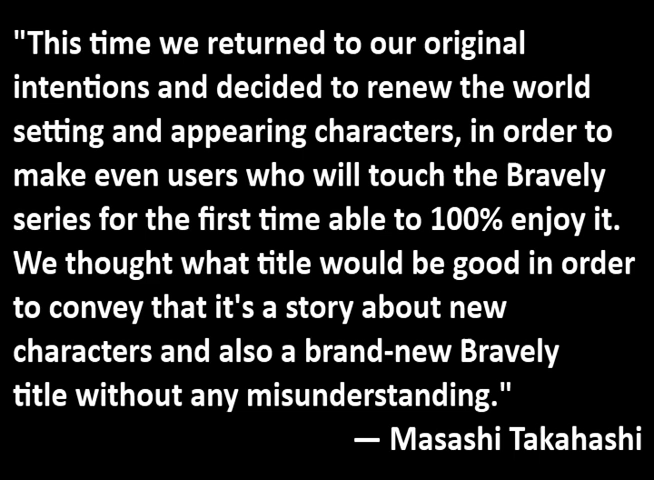 "This time we returned to our original
intentions and decided to renew the world
setting and appearing characters, in order to
make even users who will touch the Bravely
series for the first time able to 100% enjoy it.
We thought what title would be good in order
to convey that it's a story about new
characters and also a brand-new Bravely
title without any misunderstanding."
— Masashi Takahashi